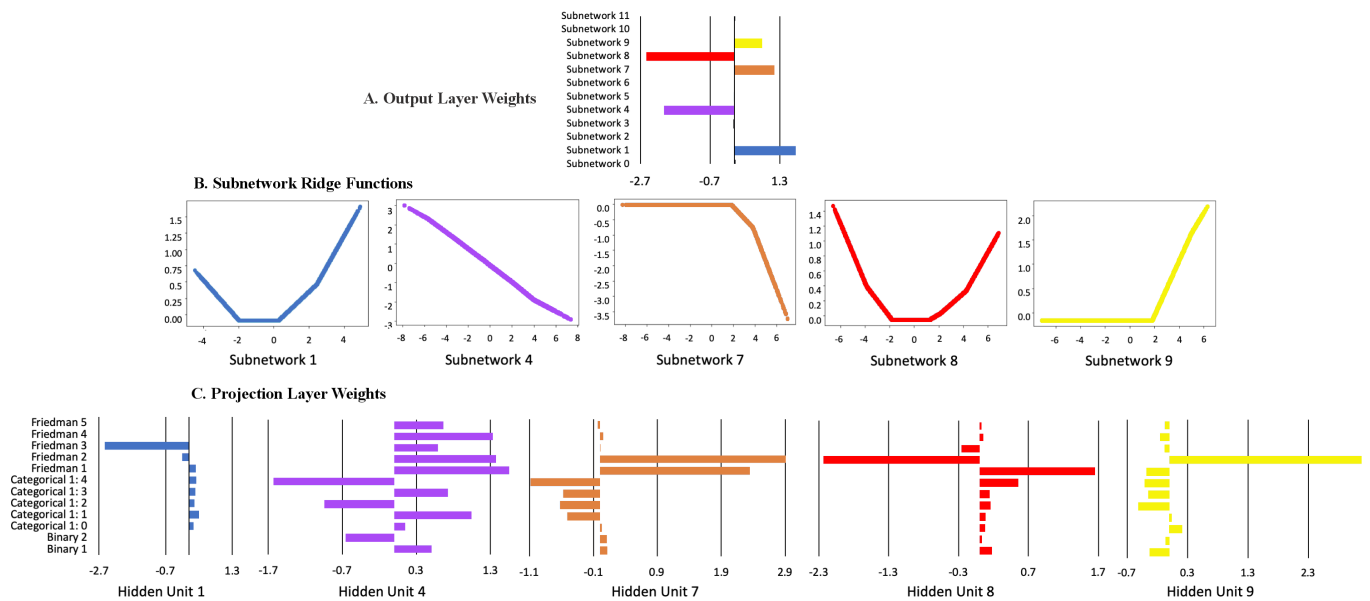 Subnetwork 11
Subnetwork 10
Subnetwork 9
Subnetwork 8
Subnetwork 7
Subnetwork 6
A. Output Layer Weights
Subnetwork 5
Subnetwork 4
Subnetwork 3
Subnetwork 2
Subnetwork 1
Subnetwork 0
-2.7 -0.7 1.3
B. Subnetwork Ridge Functions
1.5
1.25
1.00
0.75
0.5
0.25
0.00
-4 -2 0 2 4
Subnetwork 1
3
2
1
0
-1
-2
-3
-8 -6 -4 -2 0 2 4 6 8
Subnetwork 4
0.0
-0.5
-1.0
-1.5
-2.0
-2.5
-3.0
-3.5
-8 -6 -4 -2 0 2 4 6
Subnetwork 7
1.4
1.2
1.0
0.8
0.6
0.4
0.2
0.0
-6 -4 -2 0 2 4 6
Subnetwork 8
2.0
1.5
1.0
0.5
0.0
-6 -4 -2 0 2 4 6
Subnetwork 9
C. Projection Layer Weights
Friedman 5
Friedman 4
Friedman 3
Friedman 2
Friedman 1
Categorical 1: 4
Categorical 1: 3
Categorical 1: 2
Categorical 1: 1
Categorical 1: 0
Binary 2
Binary 1
-2.7 -0.7 1.3
Hidden Unit 1
-1.7 -0.7 0.3 1.3
Hidden Unit 4
-1.1 -0.1 0.9 1.9 2.9
Hidden Unit 7
-2.3 -1.3 -0.3 0.7 1.7
Hidden Unit 8
-0.7 0.3 1.3 2.3
Hidden Unit 9